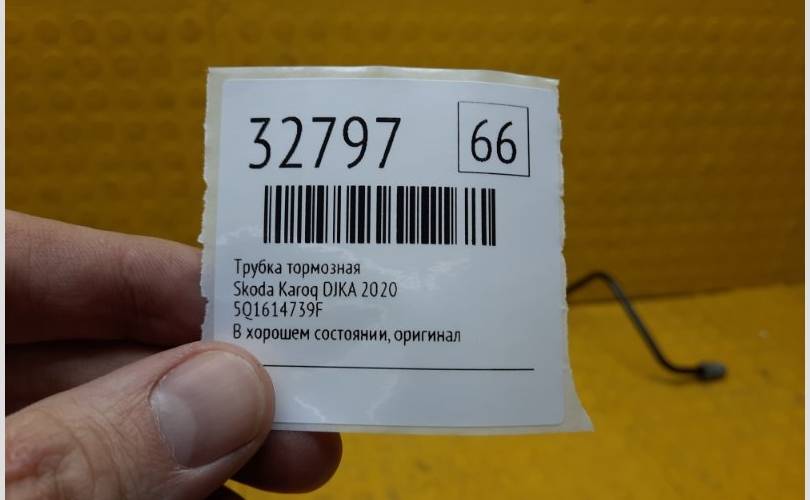 32797
66
Трубка тормозная
Skoda Karoq DJKA 2020
5Q1614739F
В хорошем состоянии, оригинал